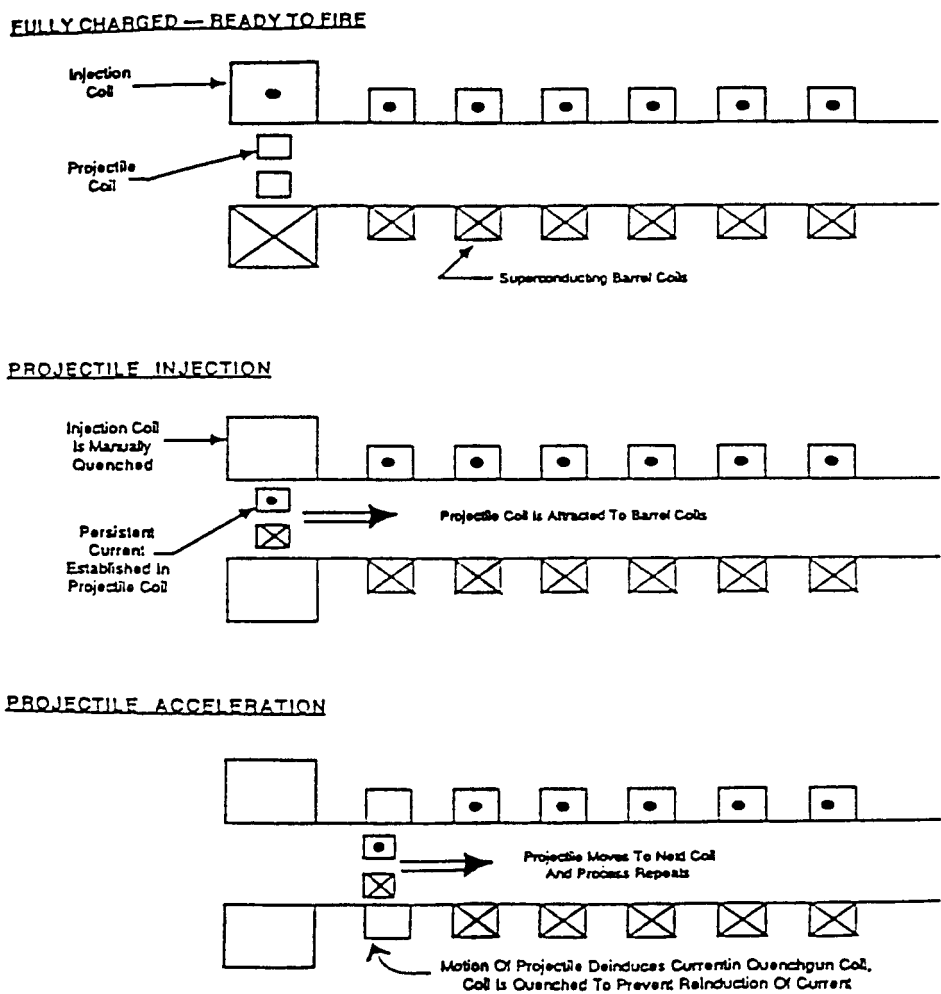 FULLY CHARGED — READY TO FIRE
Injection
Coil
Projectile
Coil
Superconducting Barrel Coils
PROJECTILE INJECTION
Injection Coil
Is Manually
Quenched
Projectile Coil Is Attracted To Barrel Coils
Persistent
Current
Established In
Projectile Coil
PROJECTILE ACCELERATION
Projectile Moves To Next Coil
And Process Repeats
Motion Of Projectile Deinduces Currentin Quenchgun Coil,
Coil Is Quenched To Prevent Reinduction Of Current